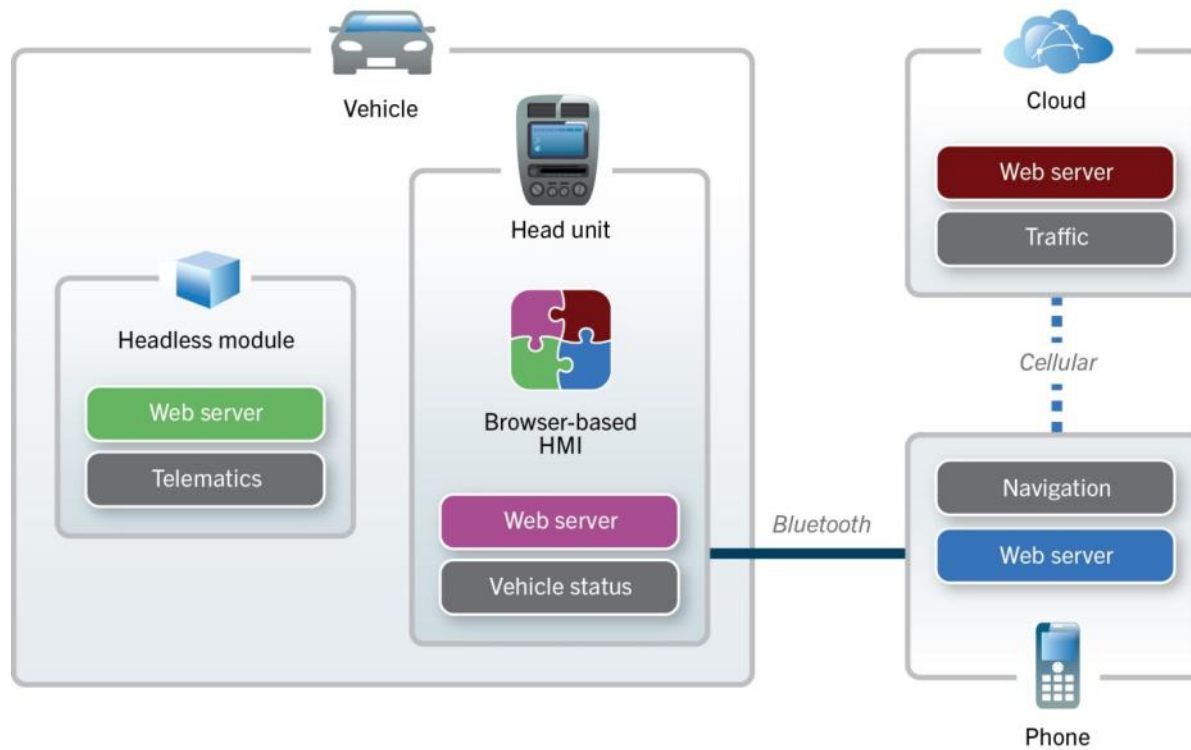 Vehicle
Head unit
Headless module
Web server
Telematics
Browser-based
HMI
Web server
Vehicle status
Bluetooth
Cloud
Web server
Traffic
Cellular
Navigation
Web server
Phone